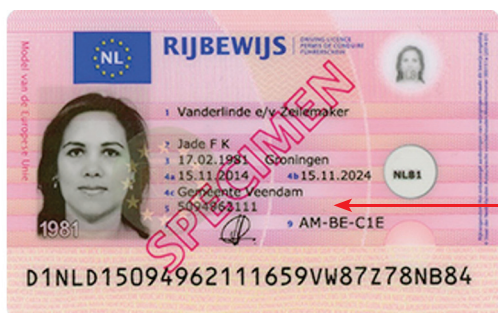 NL
RIJBEWIJS
DRIVING LICENCE
PERMIS DE CONDUIRE
FÜHRERSCHEIN
Model van de Europese Unie
1 Vanderlinde e/v Zeilemaker
2 Jade F K
3 17.02.1981 Groningen
4a 15.11.2014 4b 15.11.2024
4c Gemeente Veendam
5 5094962111
9 AM-BE-C1E
NLB1
1981
SPECIMEN
D1NLD15094962111659VW87Z78NB84